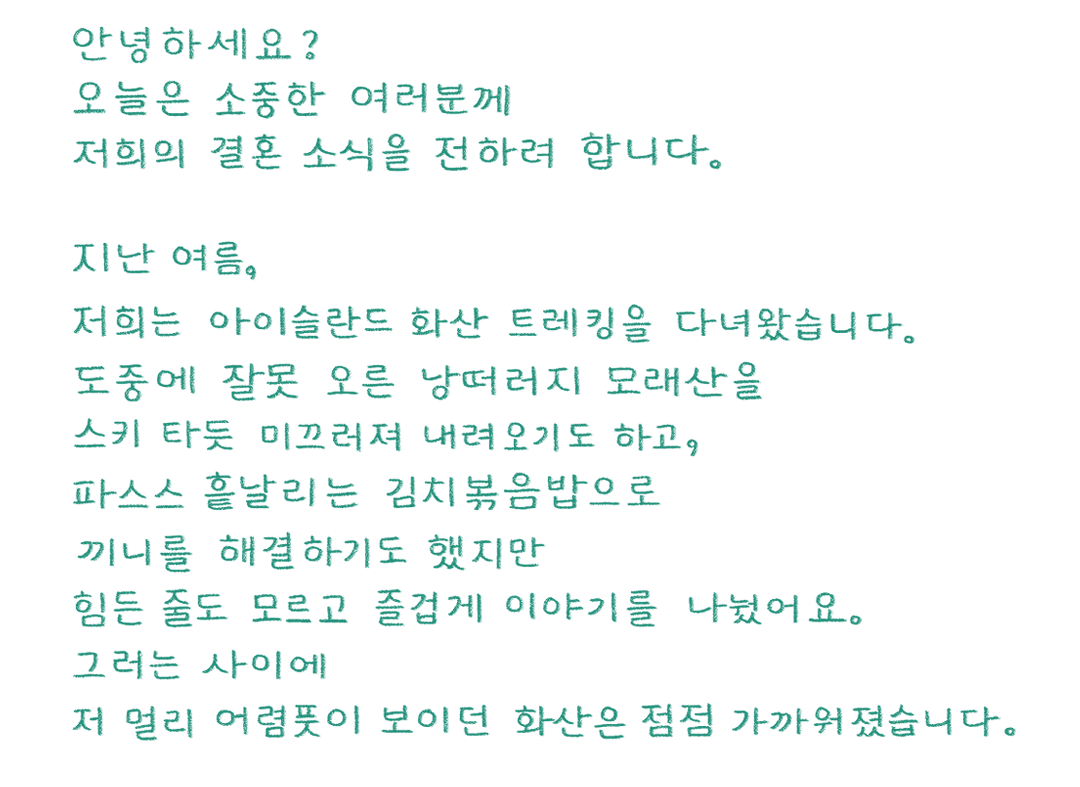 안녕하세요?
오늘은 소중한 여러분께
저희의 결혼 소식을 전하려 합니다.
지난 여름,
저희는 아이슬란드 화산 트레킹을 다녀왔습니다.
도중에 잘못 오른 낭떠러지 모래산을
스키 타듯 미끄러져 내려오기도 하고,
파스스 흩날리는 김치볶음밥으로
끼니를 해결하기도 했지만
힘든 줄도 모르고 즐겁게 이야기를 나눴어요.
그러는 사이에
저 멀리 어렴풋이 보이던 화산은 점점 가까워졌습니다.